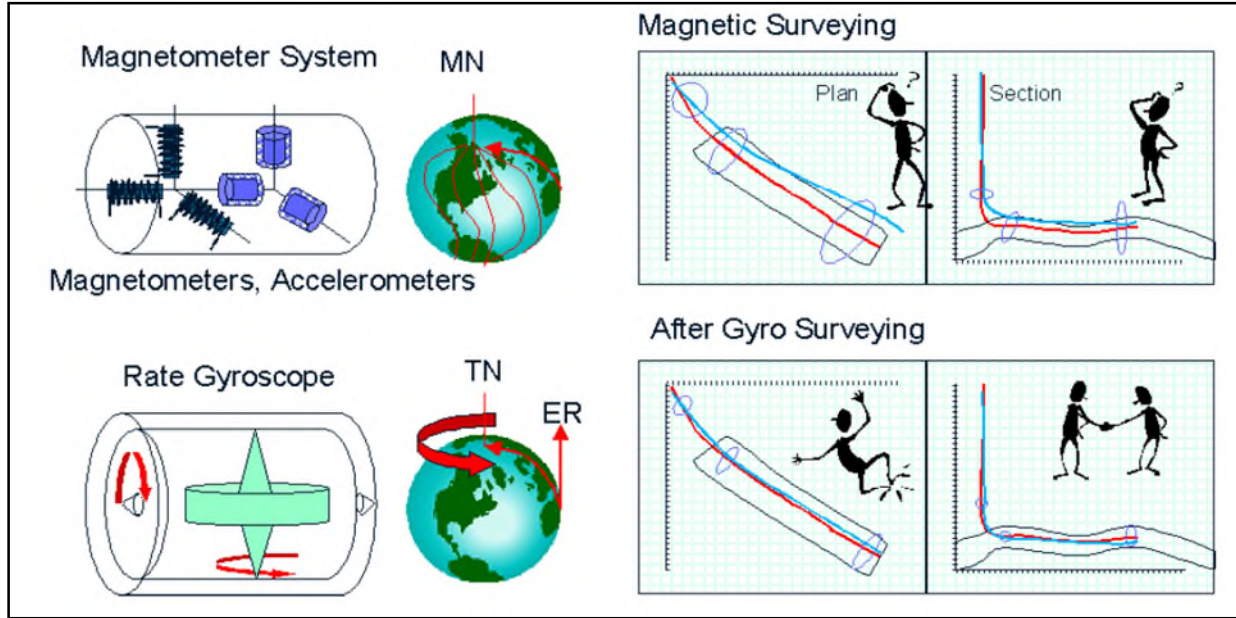 Magnetometer System
MN
Magnetometers, Accelerometers
Rate Gyroscope
TN
ER
Magnetic Surveying
Plan
?
Section
?
After Gyro Surveying